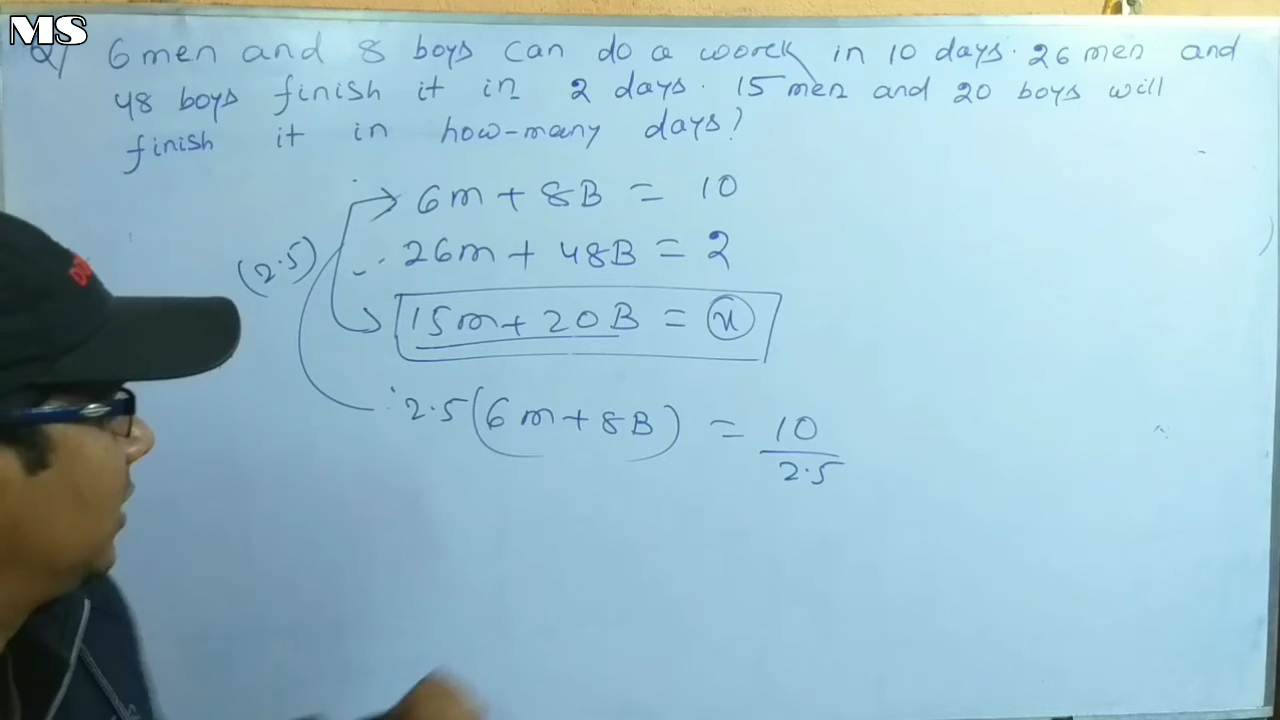 MS
Q) 6 men and 8 boys can do a woork in 10 days. 26 men and
48 boys finish it in 2 days. 15 men and 20 boys will
finish it in how-many days?
6m + 8B = 10
26m + 48B = 2
(2.5)
15m + 20B = x
2.5(6m + 8B) = 10/2.5